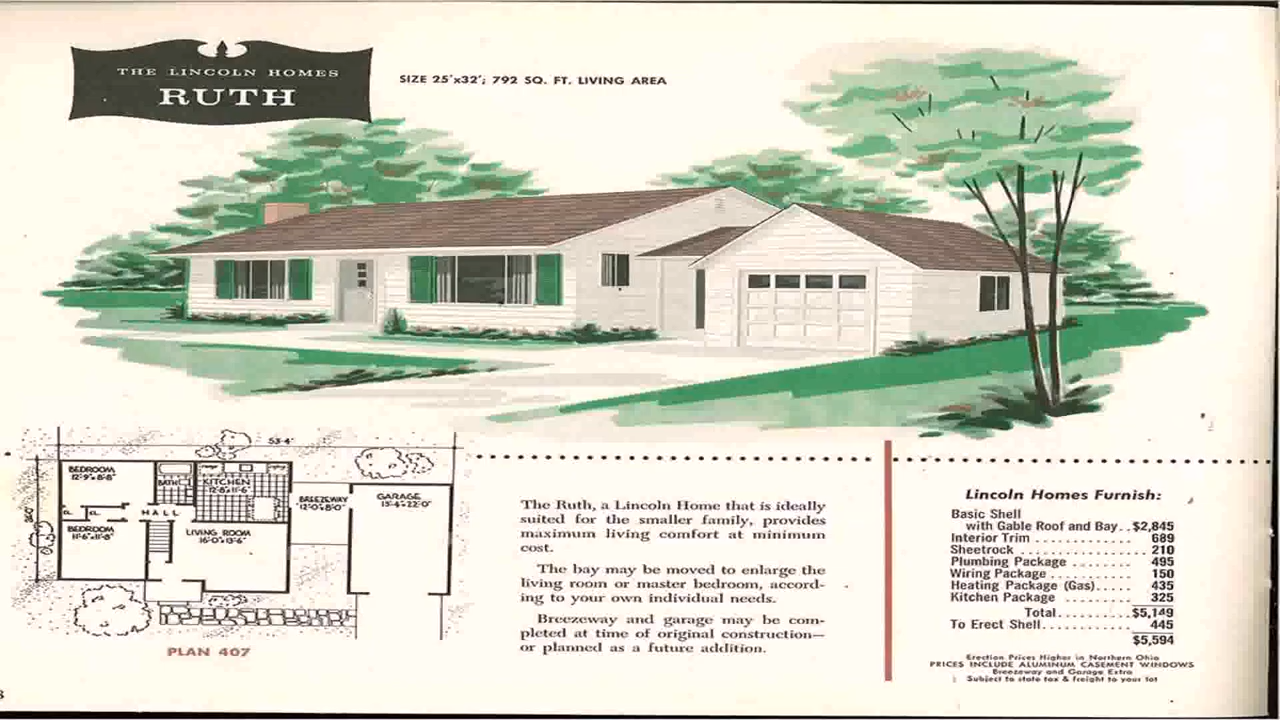 THE LINCOLN HOMES
RUTH
SIZE 25'x32'; 792 SQ. FT. LIVING AREA
53'-4"
BEDROOM
12'-9"x8'-8"
BATH
KITCHEN
12'-8"x11'-6"
BREEZEWAY
12'-0"x8'-0"
GARAGE
15'-4"x22'-0"
CL. CL.
HALL
BEDROOM
11'-6"x11'-8"
LIVING ROOM
16'-0"x13'-6"
PLAN 407
The Ruth, a Lincoln Home that is ideally
suited for the smaller family, provides
maximum living comfort at minimum
cost.
The bay may be moved to enlarge the
living room or master bedroom, accord-
ing to your own individual needs.
Breezeway and garage may be com-
pleted at time of original construction—
or planned as a future addition.
Lincoln Homes Furnish:
Basic Shell
with Gable Roof and Bay . . $2,845
Interior Trim . . . . . . . . . . . . 689
Sheetrock . . . . . . . . . . . . . . 210
Plumbing Package . . . . . . . . 495
Wiring Package . . . . . . . . . . 150
Heating Package (Gas) . . . . . 435
Kitchen Package . . . . . . . . . 325
Total . . . . . . . . . $5,149
To Erect Shell . . . . . . . . . . . 445
$5,594
Erection Prices Higher in Northern Ohio
PRICES INCLUDE ALUMINUM CASEMENT WINDOWS
Breezeway and Garage Extra
Subject to state tax & freight to your lot